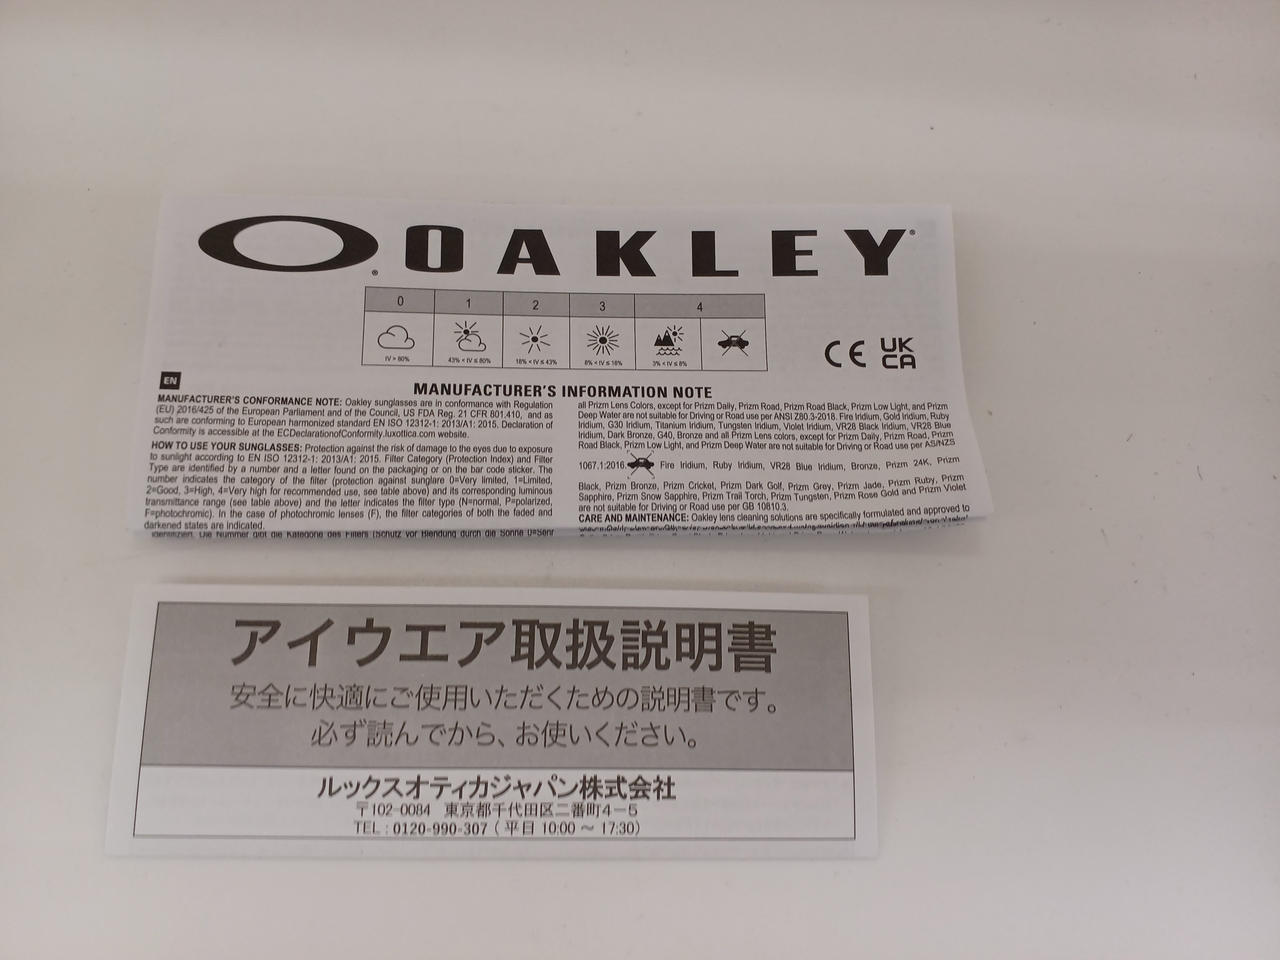 OAKLEY
0 1 2 3 4
IV > 80% 43% < IV ≤ 80% 18% < IV ≤ 43% 8% < IV ≤ 18% 3% < IV ≤ 8%
CE UK CA
EN
MANUFACTURER'S INFORMATION NOTE
MANUFACTURER'S CONFORMANCE NOTE: Oakley sunglasses are in conformance with Regulation
(EU) 2016/425 of the European Parliament and of the Council, US FDA Reg. 21 CFR 801.410, and as
such are conforming to European harmonized standard EN ISO 12312-1: 2013/A1: 2015. Declaration of
Conformity is accessible at the ECDeclarationofConformity.luxottica.com website.
HOW TO USE YOUR SUNGLASSES: Protection against the risk of damage to the eyes due to exposure
to sunlight according to EN ISO 12312-1: 2013/A1: 2015. Filter Category (Protection Index) and Filter
Type are identified by a number and a letter found on the packaging or on the bar code sticker. The
number indicates the category of the filter (protection against sunglare 0=Very limited, 1=Limited,
2=Good, 3=High, 4=Very high for recommended use, see table above) and its corresponding luminous
transmittance range (see table above) and the letter indicates the filter type (N=normal, P=polarized,
F=photochromic). In the case of photochromic lenses (F), the filter categories of both the faded and
darkened states are indicated.
identifizien. Die Nummer gibt die Kategorie des Filters (Schutz vor Blendung durch die Sonne 0=Sehr
all Prizm Lens Colors, except for Prizm Daily, Prizm Road, Prizm Road Black, Prizm Low Light, and Prizm
Deep Water are not suitable for Driving or Road use per ANSI Z80.3-2018. Fire Iridium, Gold Iridium, Ruby
Iridium, G30 Iridium, Titanium Iridium, Tungsten Iridium, Violet Iridium, VR28 Black Iridium, VR28 Blue
Iridium, Dark Bronze, G40, Bronze and all Prizm Lens colors, except for Prizm Daily, Prizm Road, Prizm
Road Black, Prizm Low Light, and Prizm Deep Water are not suitable for Driving or Road use per AS/NZS
1067.1:2016 Fire Iridium, Ruby Iridium, VR28 Blue Iridium, Bronze, Prizm 24K, Prizm
Black, Prizm Bronze, Prizm Cricket, Prizm Dark Golf, Prizm Grey, Prizm Jade, Prizm Ruby, Prizm
Sapphire, Prizm Snow Sapphire, Prizm Trail Torch, Prizm Tungsten, Prizm Rose Gold and Prizm Violet
are not suitable for Driving or Road use per GB 10810.3.
CARE AND MAINTENANCE: Oakley lens cleaning solutions are specifically formulated and approved to
アイウエア取扱説明書
安全に快適にご使用いただくための説明書です。
必ず読んでから、お使いください。
ルックスオティカジャパン株式会社
〒102-0084 東京都千代田区二番町4-5
TEL : 0120-990-307 ( 平日 10:00 ~ 17:30)